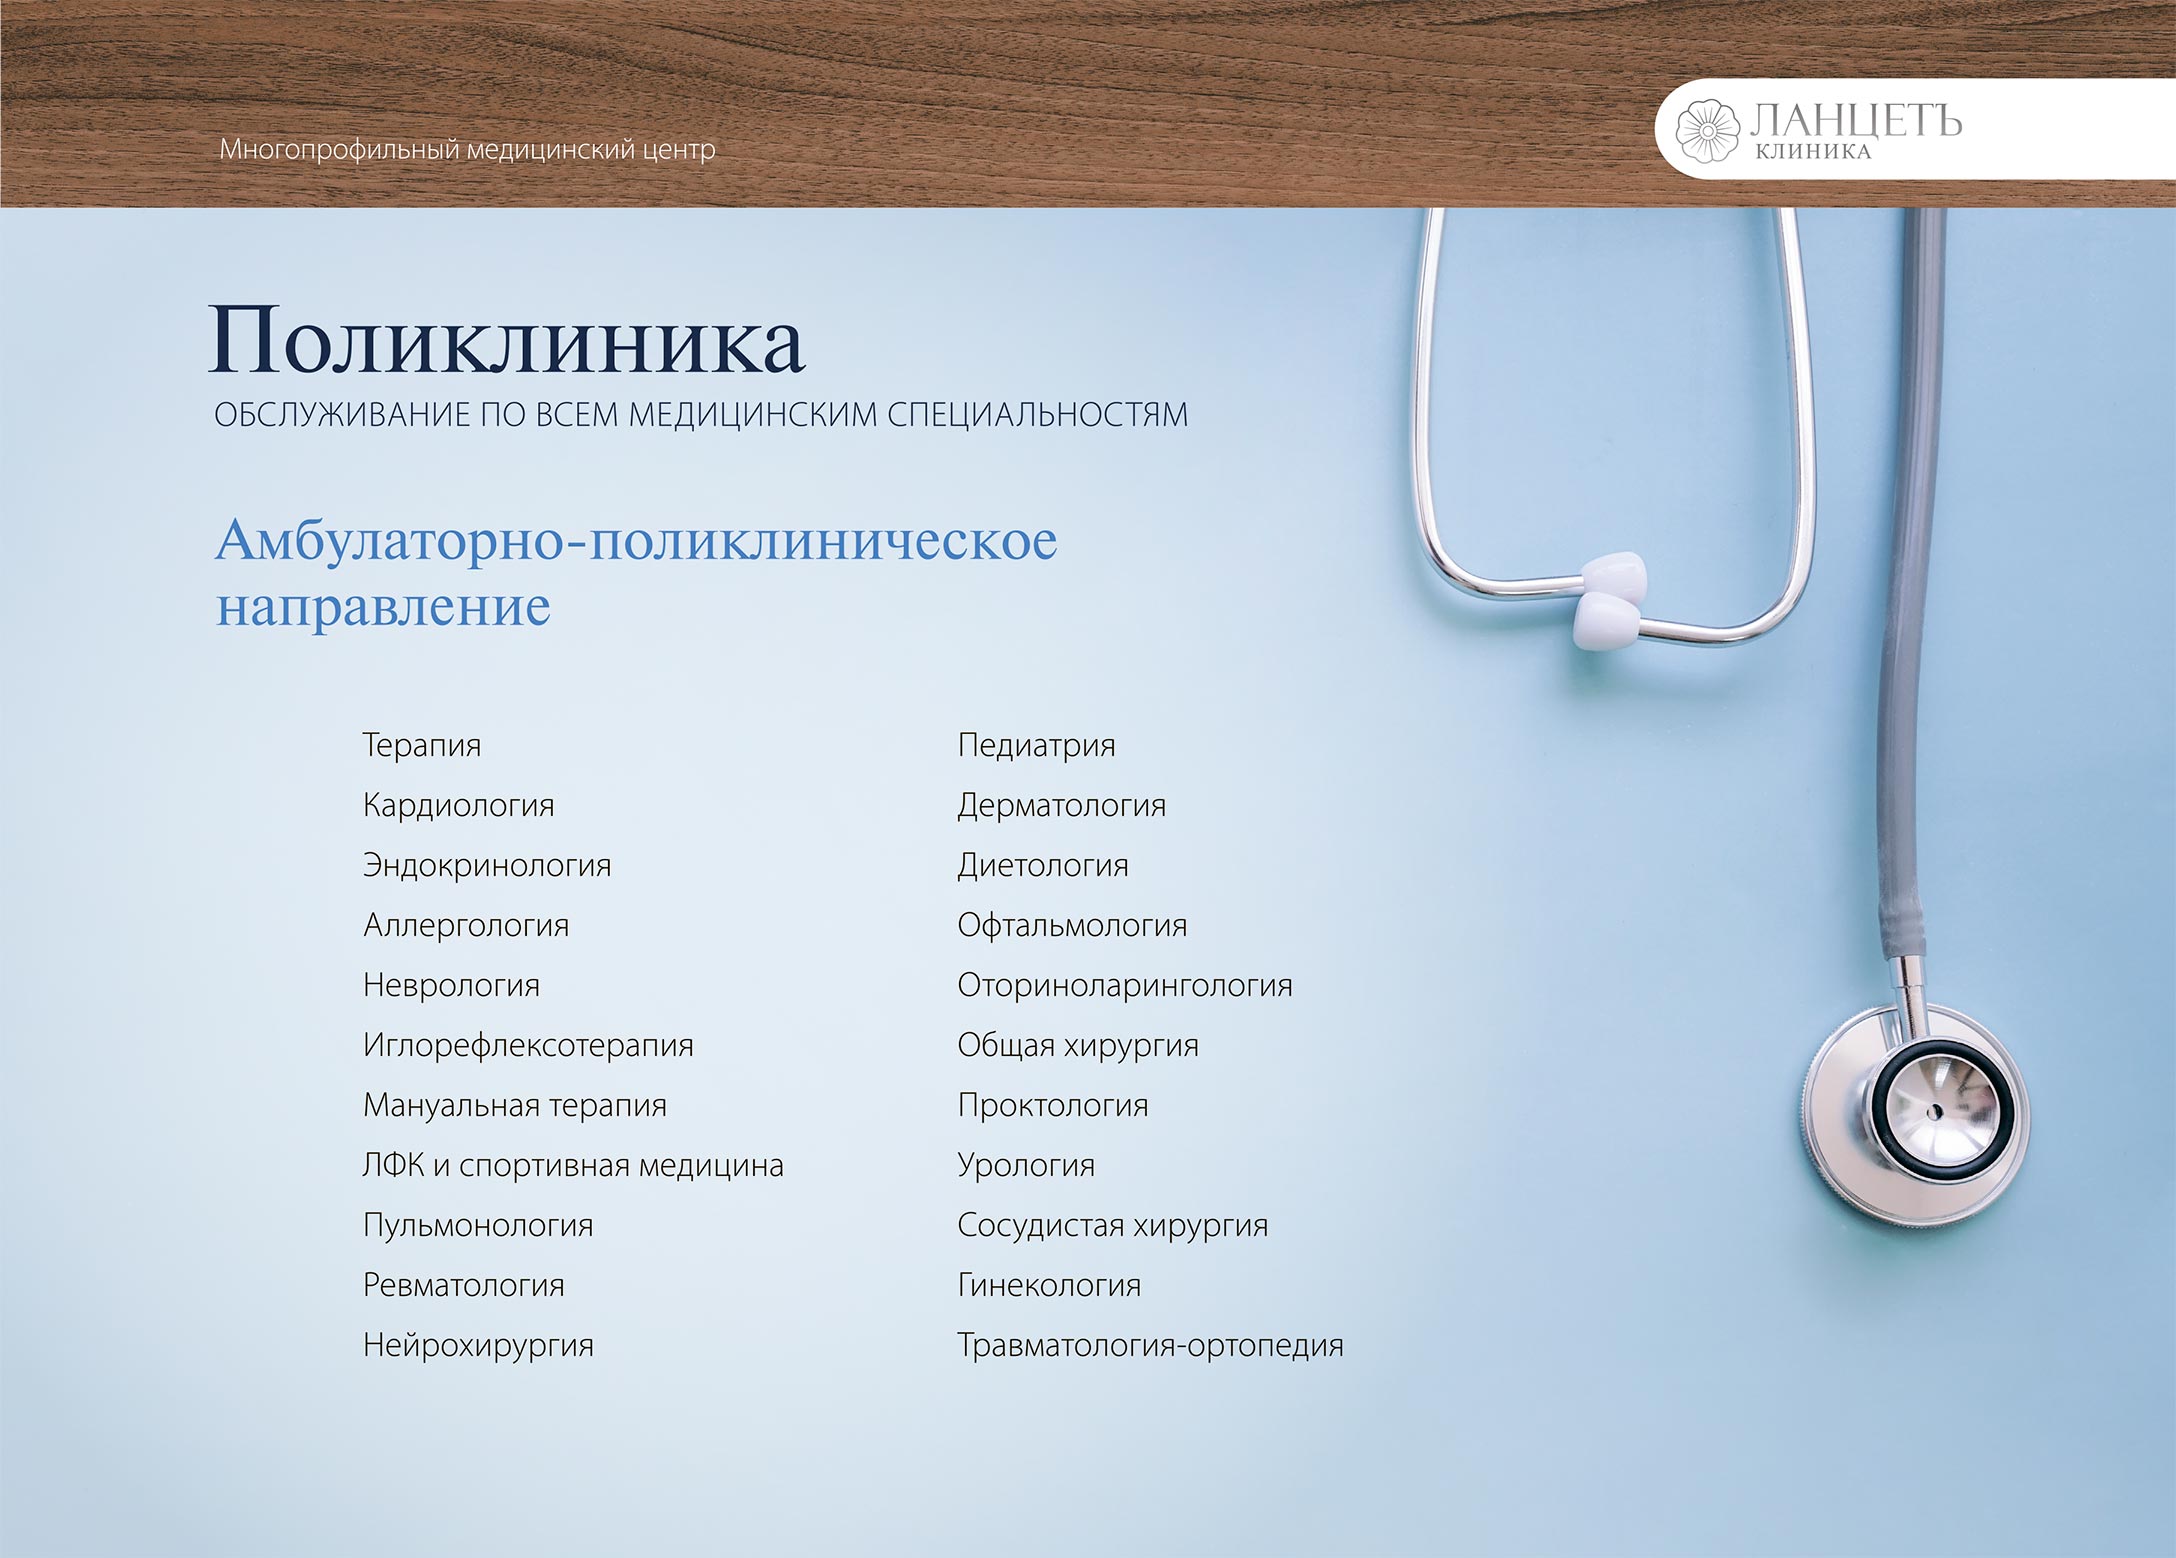 Многопрофильный медицинский центр
ЛАНЦЕТЪ
КЛИНИКА
Поликлиника
ОБСЛУЖИВАНИЕ ПО ВСЕМ МЕДИЦИНСКИМ СПЕЦИАЛЬНОСТЯМ
Амбулаторно-поликлиническое
направление
Терапия
Кардиология
Эндокринология
Аллергология
Неврология
Иглорефлексотерапия
Мануальная терапия
ЛФК и спортивная медицина
Пульмонология
Ревматология
Нейрохирургия
Педиатрия
Дерматология
Диетология
Офтальмология
Оториноларингология
Общая хирургия
Проктология
Урология
Сосудистая хирургия
Гинекология
Травматология-ортопедия